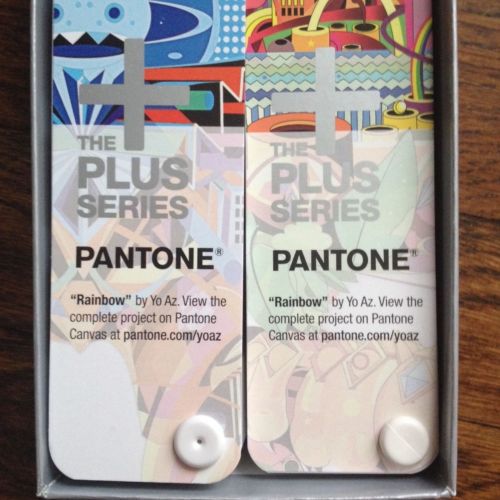 THE
PLUS
SERIES
PANTONE®
“Rainbow” by Yo Az. View the
complete project on Pantone
Canvas at pantone.com/yoaz
THE
PLUS
SERIES
PANTONE®
“Rainbow” by Yo Az. View the
complete project on Pantone
Canvas at pantone.com/yoaz